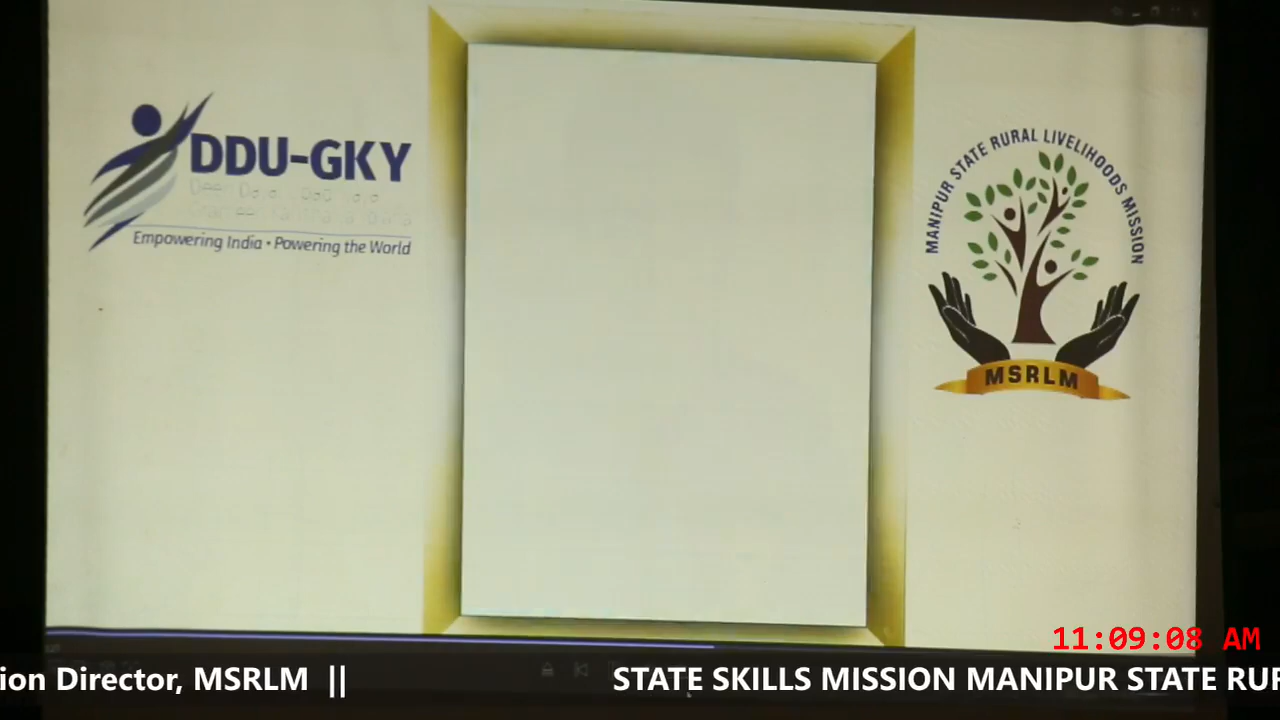 DDU-GKY
Empowering India • Powering the World
MANIPUR STATE RURAL LIVELIHOODS MISSION
MSRLM
11:09:08 AM
ion Director, MSRLM || STATE SKILLS MISSION MANIPUR STATE RUR